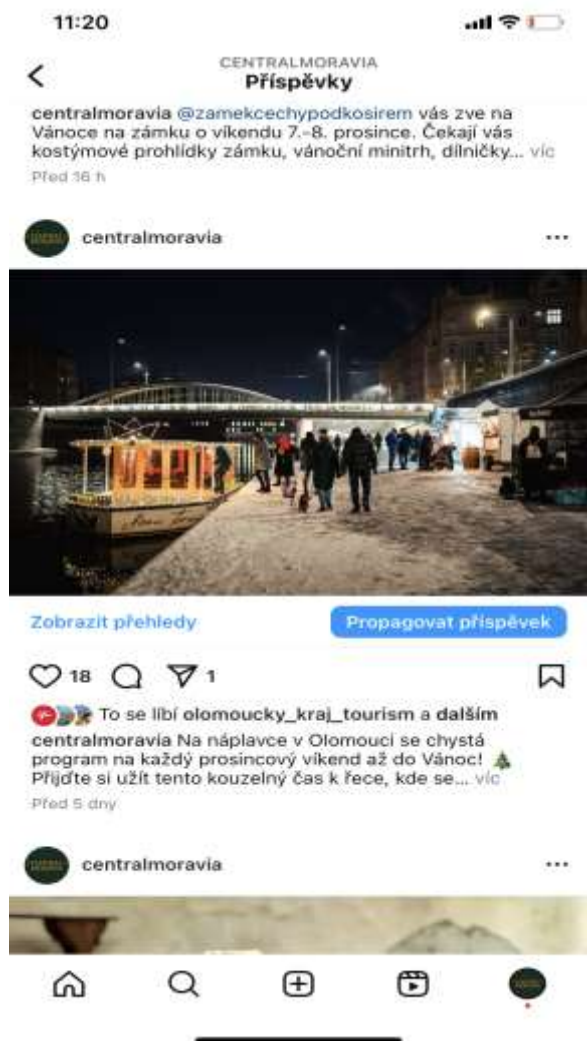 11:20
CENTRALMORAVIA
Příspěvky
centralmoravia @zamekcechypodkosirem vás zve na
Vánoce na zámku o víkendu 7.-8. prosince. Čekají vás
kostýmové prohlídky zámku, vánoční minitrh, dílničky... víc
Před 16 h
centralmoravia
Zobrazit přehledy
Propagovat příspěvek
18 1
To se líbí olomoucky_kraj_tourism a dalším
centralmoravia Na náplavce v Olomouci se chystá
program na každý prosincový víkend až do Vánoc! 🌲
Přijďte si užít tento kouzelný čas k řece, kde se... víc
Před 5 dny
centralmoravia